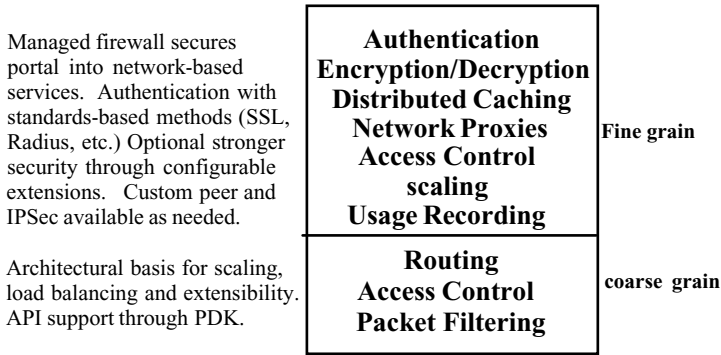 Managed firewall secures
portal into network-based
services. Authentication with
standards-based methods (SSL,
Radius, etc.) Optional stronger
security through configurable
extensions. Custom peer and
IPSec available as needed.
Authentication
Encryption/Decryption
Distributed Caching
Network Proxies
Access Control
scaling
Usage Recording
Fine grain
Architectural basis for scaling,
load balancing and extensibility.
API support through PDK.
Routing
Access Control
Packet Filtering
coarse grain